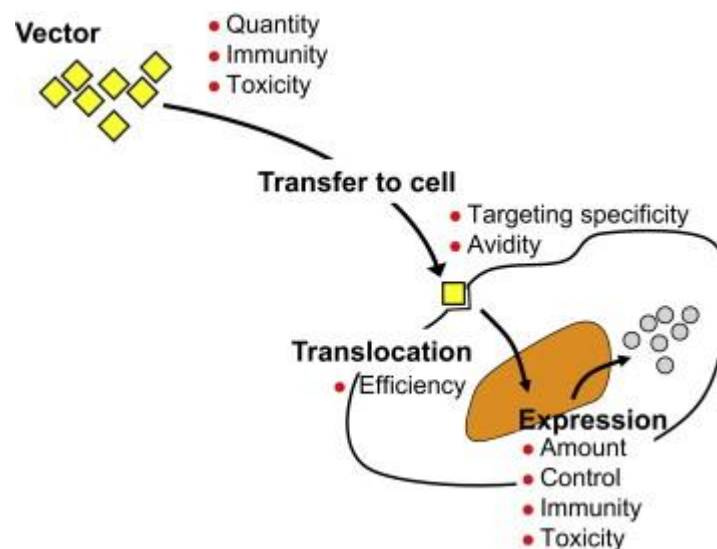 Vector
• Quantity
• Immunity
• Toxicity
Transfer to cell
• Targeting specificity
• Avidity
Translocation
• Efficiency
Expression
• Amount
• Control
• Immunity
• Toxicity